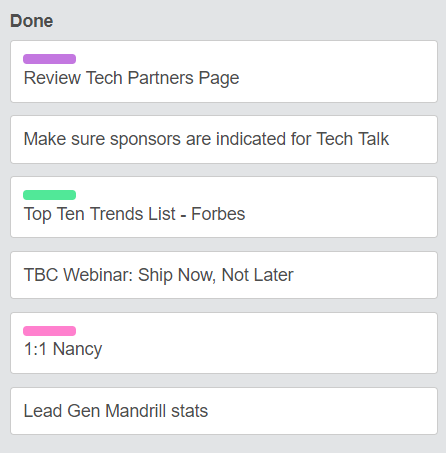 Done
Review Tech Partners Page
Make sure sponsors are indicated for Tech Talk
Top Ten Trends List - Forbes
TBC Webinar: Ship Now, Not Later
1:1 Nancy
Lead Gen Mandrill stats